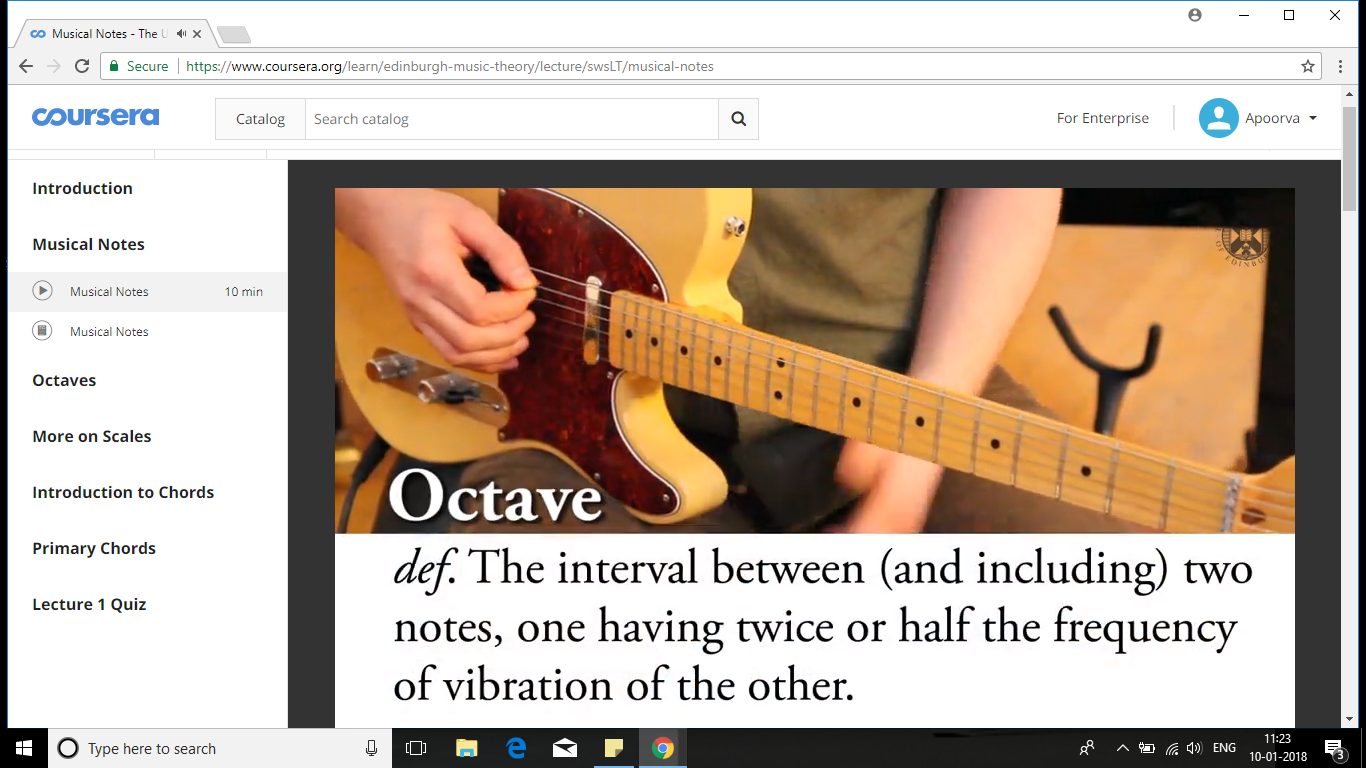 Musical Notes - The U
Secure
https://www.coursera.org/learn/edinburgh-music-theory/lecture/swsLT/musical-notes
coursera
Catalog
Search catalog
For Enterprise
Apoorva
Introduction
Musical Notes
Musical Notes
10 min
Musical Notes
Octaves
More on Scales
Introduction to Chords
Primary Chords
Lecture 1 Quiz
Octave
def. The interval between (and including) two
notes, one having twice or half the frequency
of vibration of the other.
Type here to search
ENG
11:23
10-01-2018
3